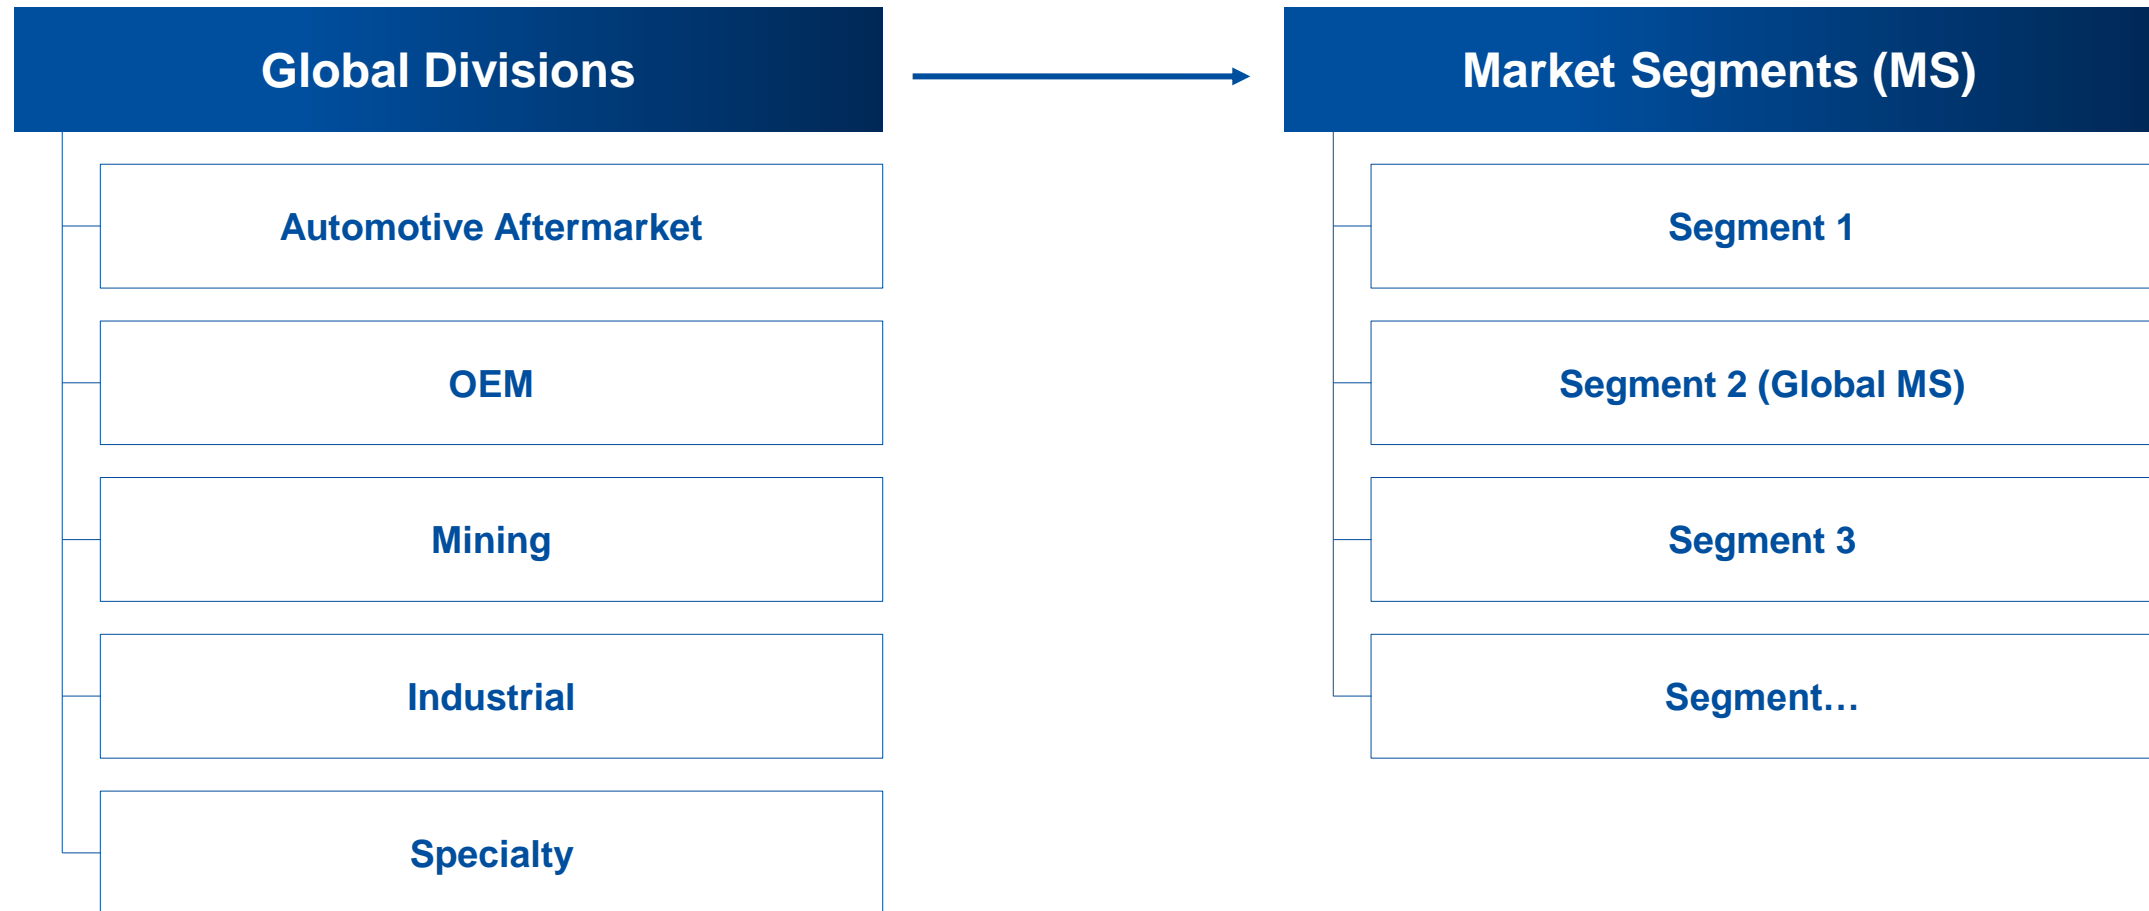 Global Divisions
Automotive Aftermarket
OEM
Mining
Industrial
Specialty
Market Segments (MS)
Segment 1
Segment 2 (Global MS)
Segment 3
Segment…